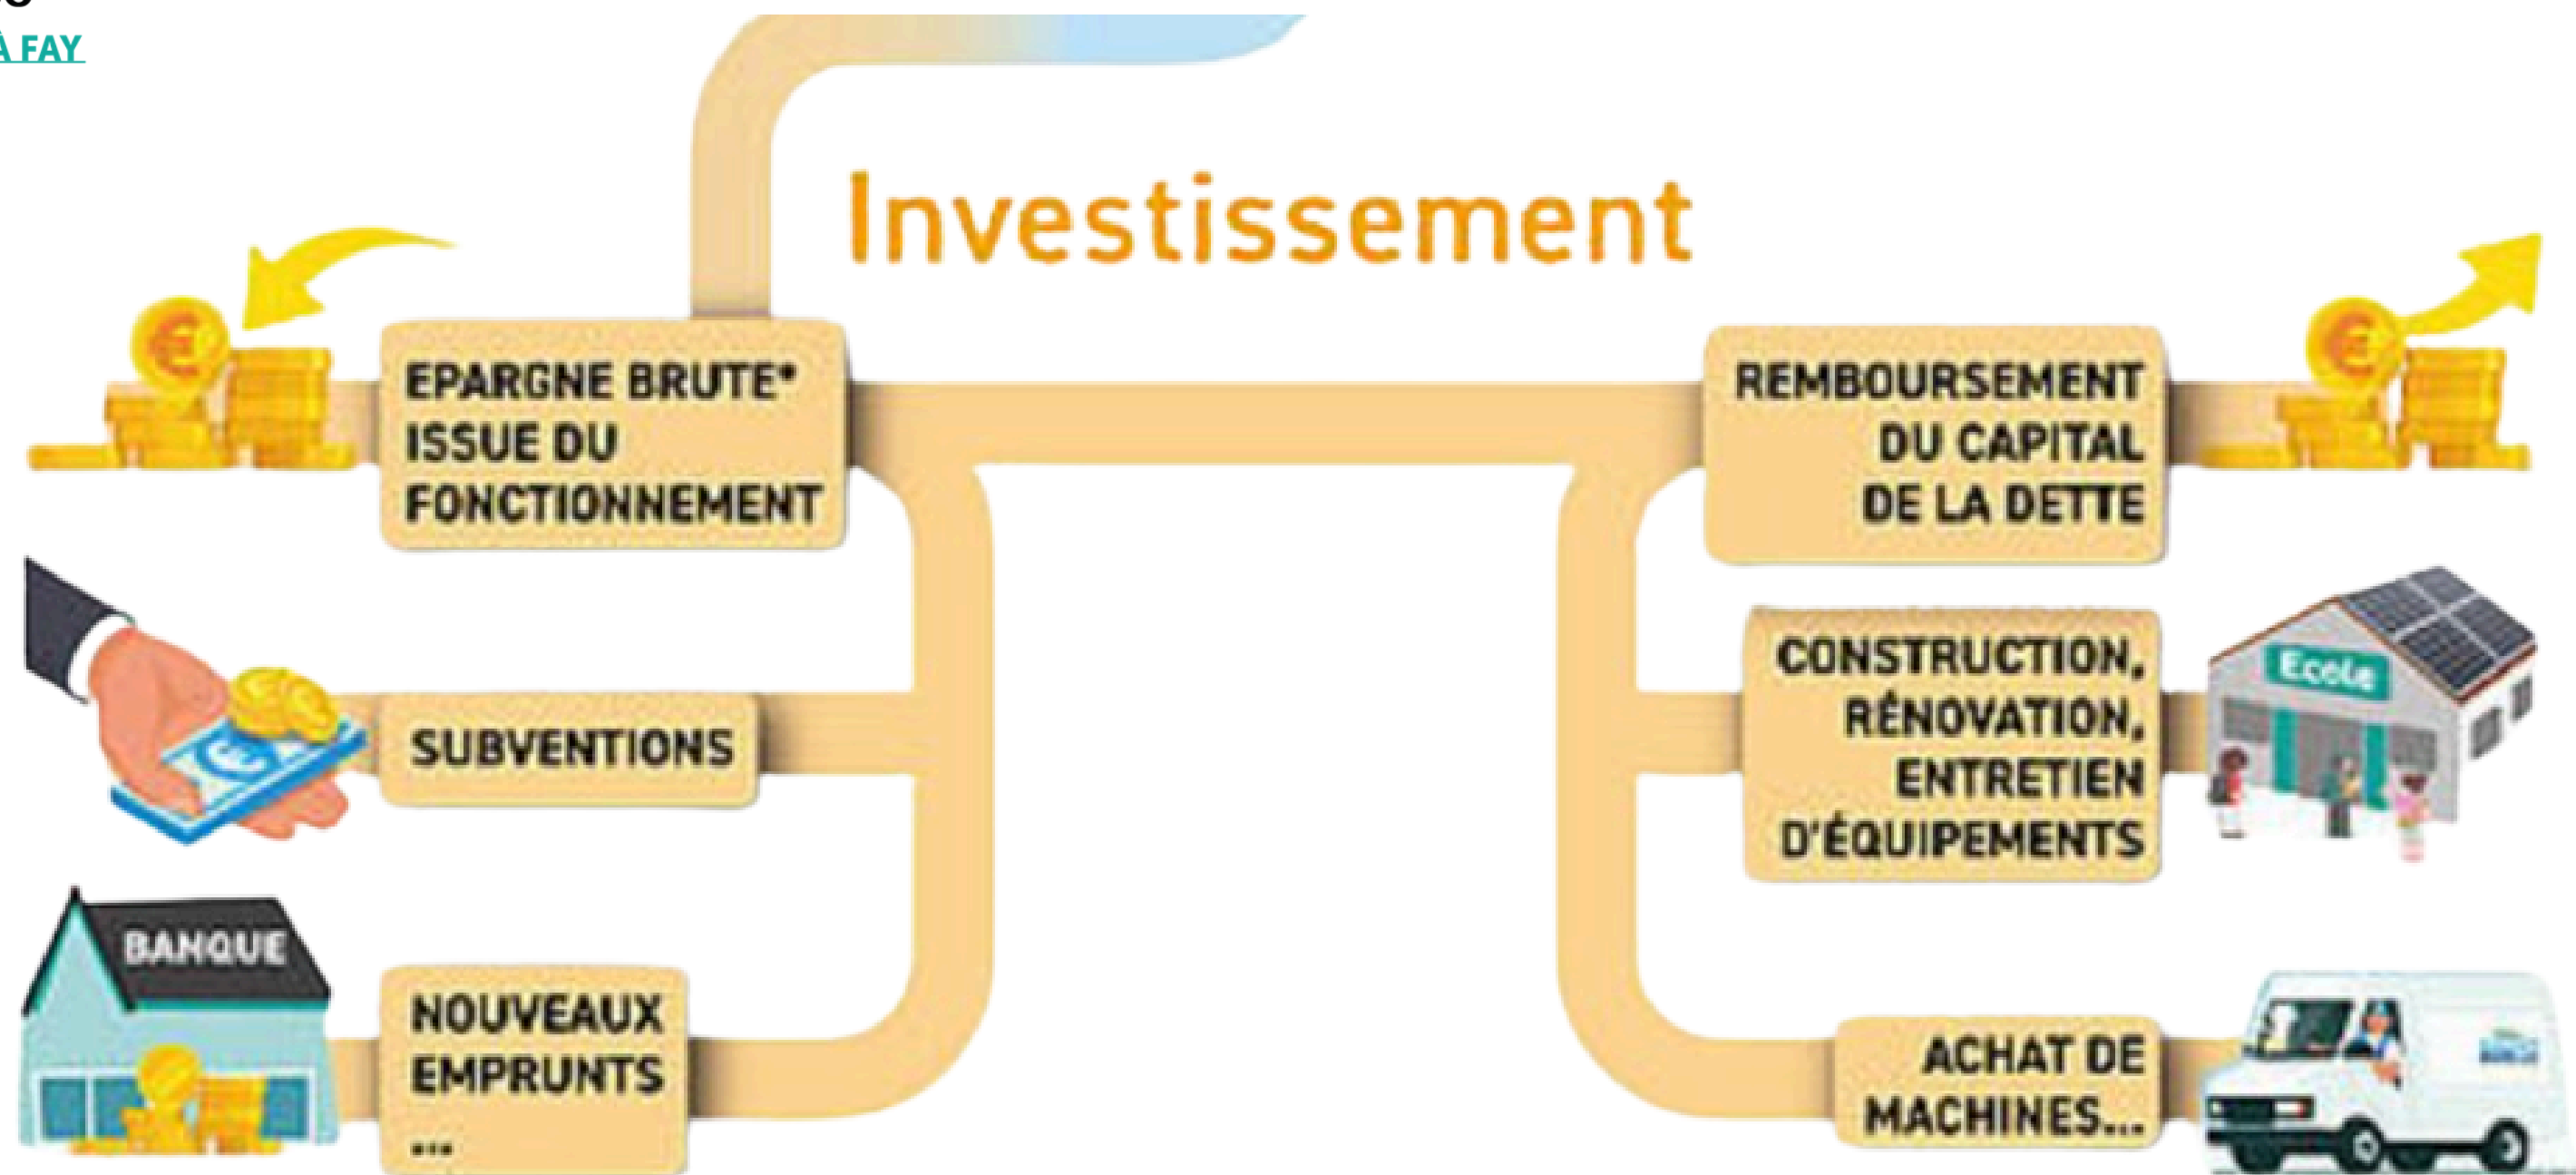 À FAY
Investissement
EPARGNE BRUTE*
ISSUE DU
FONCTIONNEMENT
REMBOURSEMENT
DU CAPITAL
DE LA DETTE
SUBVENTIONS
CONSTRUCTION,
RÉNOVATION,
ENTRETIEN
D'ÉQUIPEMENTS
Ecole
BANQUE
NOUVEAUX
EMPRUNTS
...
ACHAT DE
MACHINES...